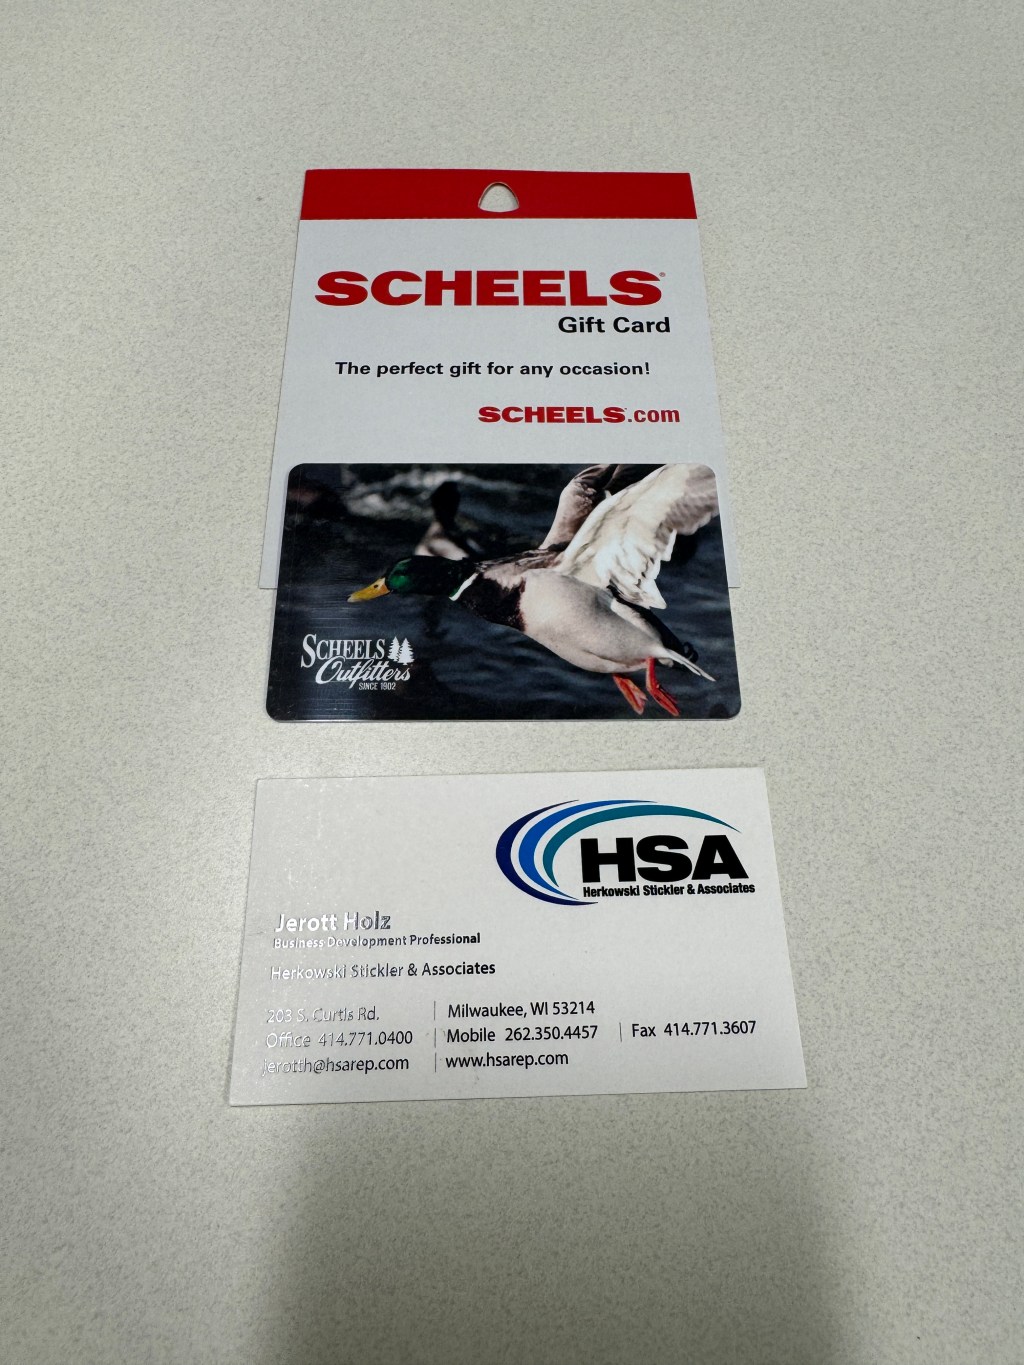 SCHEELS®
Gift Card
The perfect gift for any occasion!
SCHEELS.com
SCHEELS
Outfitters
SINCE 1902
HSA
Herkowski Stickler & Associates
Jerott Holz
Business Development Professional
Herkowski Stickler & Associates
203 S. Curtis Rd. | Milwaukee, WI 53214
Office 414.771.0400 | Mobile 262.350.4457 | Fax 414.771.3607
jerotth@hsarep.com | www.hsarep.com